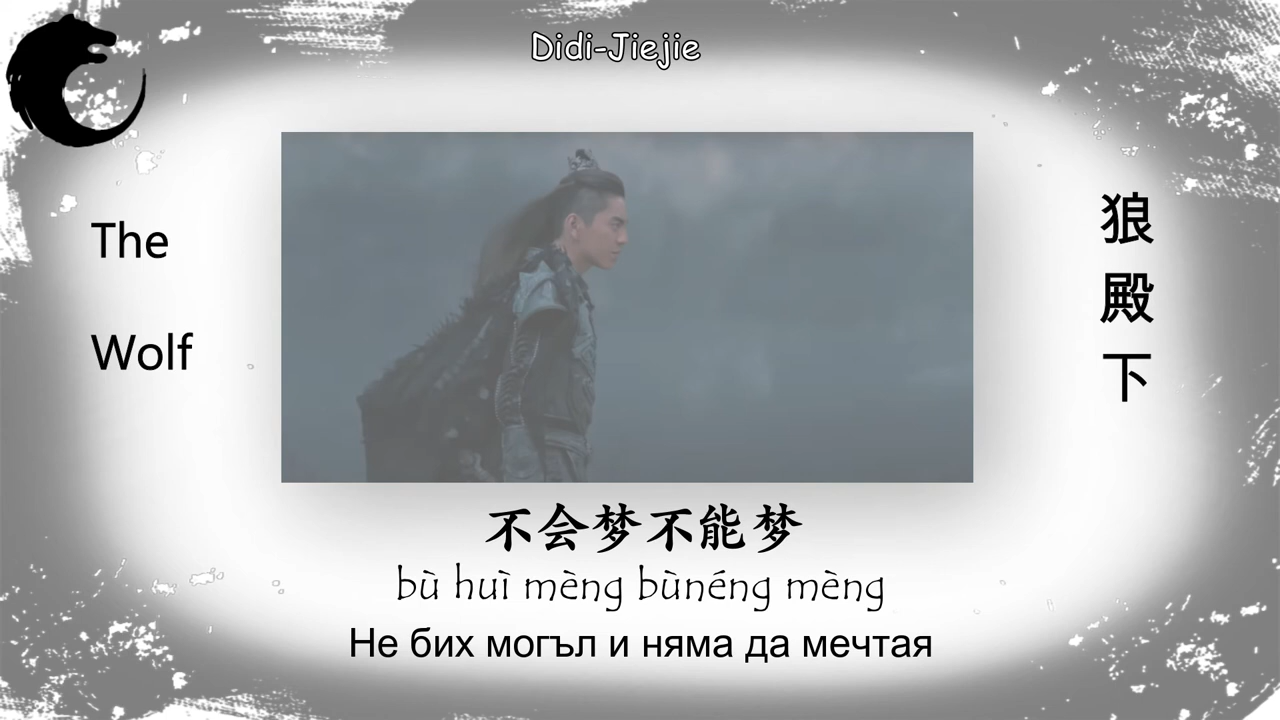 Didi-Jiejie
The
Wolf
狼
殿
下
不会梦不能梦
bù huì mèng bùnéng mèng
Не бих могъл и няма да мечтая